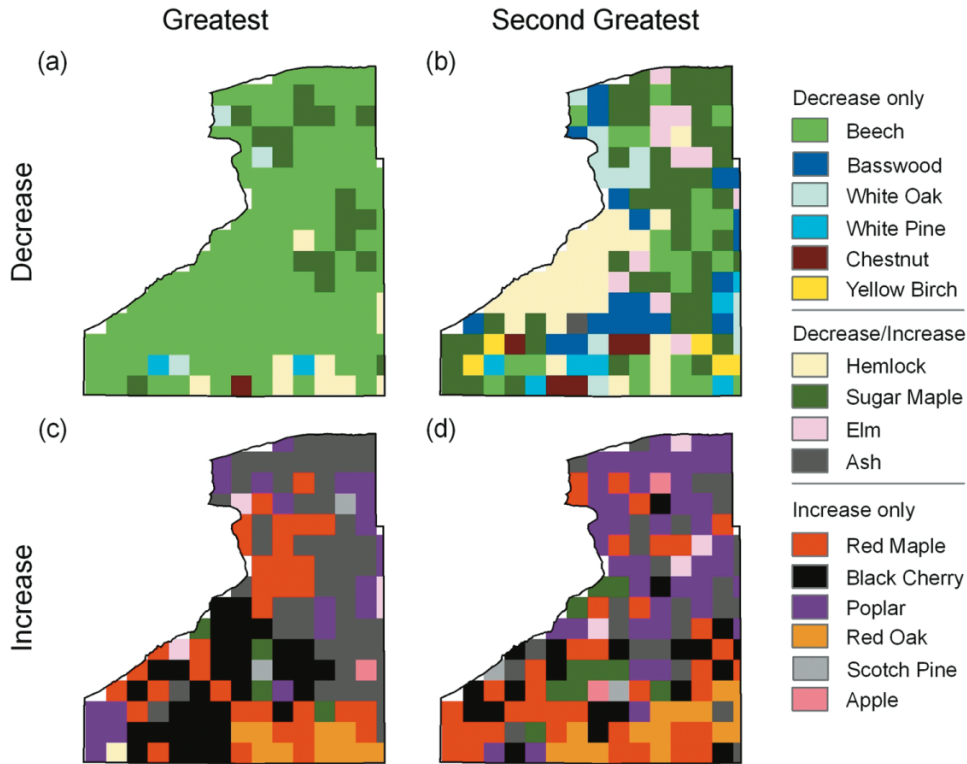 Greatest
Second Greatest
(a)
(b)
Decrease
Decrease only
Beech
Basswood
White Oak
White Pine
Chestnut
Yellow Birch
Decrease/Increase
Hemlock
Sugar Maple
Elm
Ash
(c)
(d)
Increase
Increase only
Red Maple
Black Cherry
Poplar
Red Oak
Scotch Pine
Apple